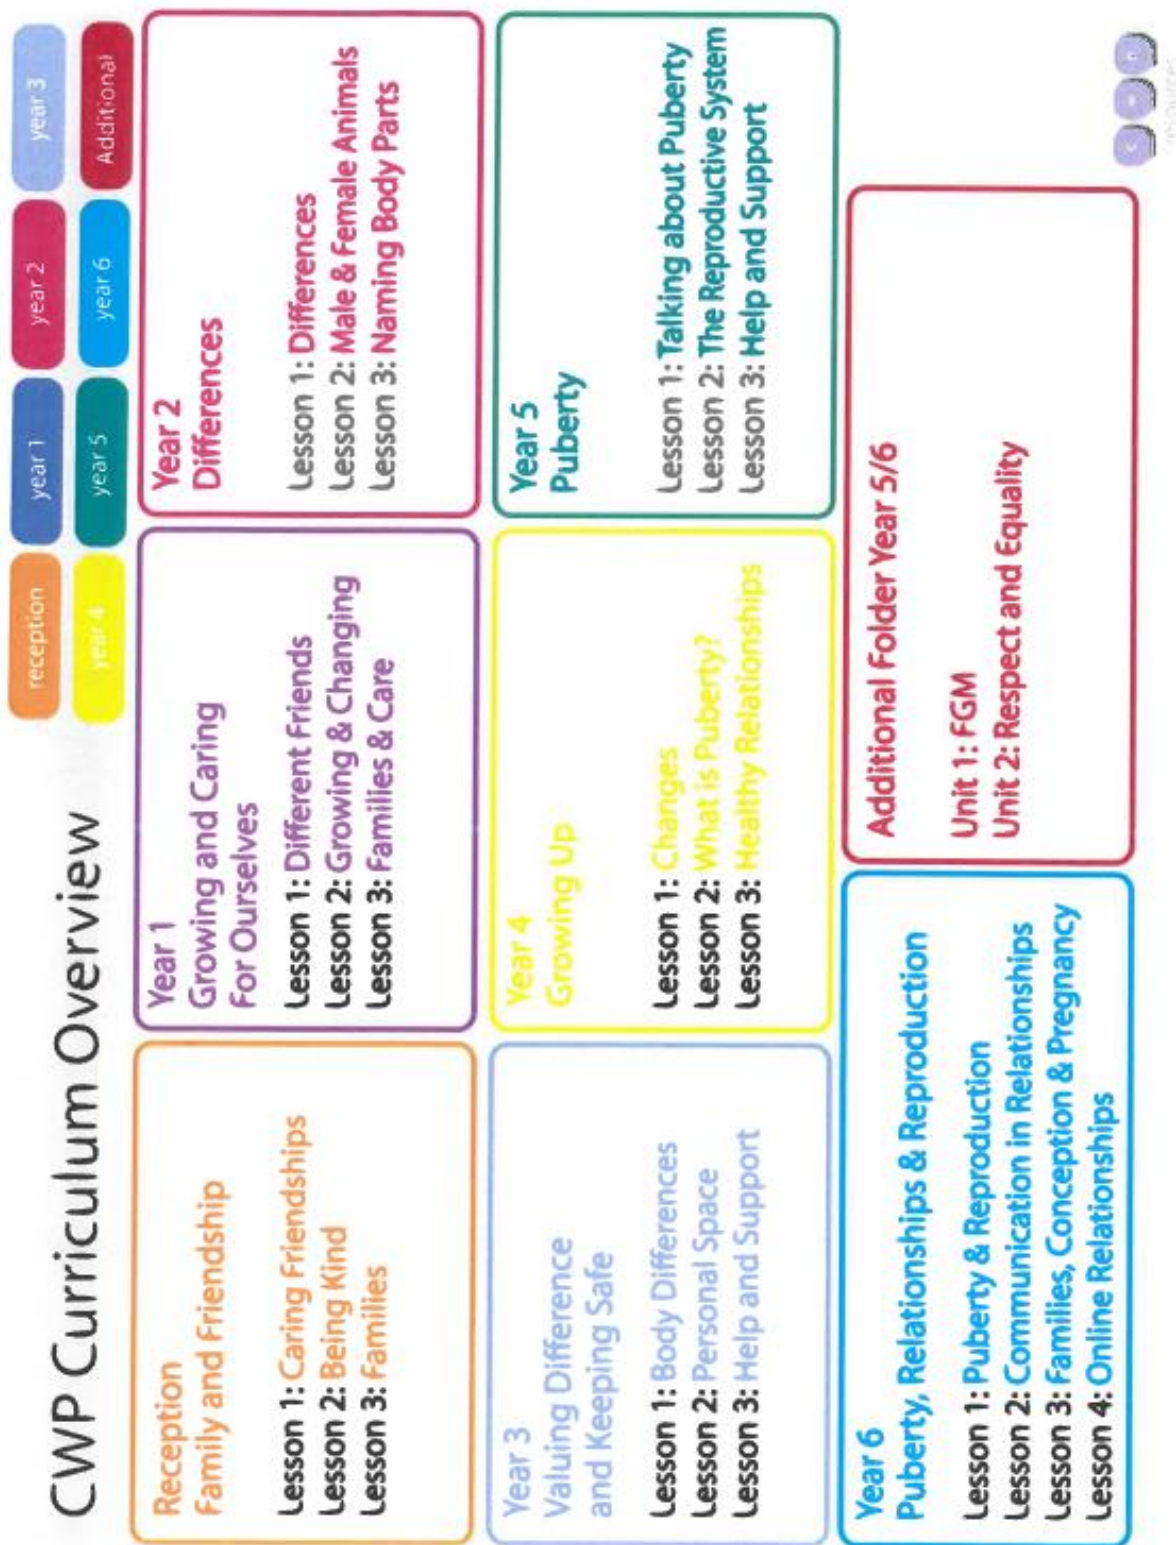 CWP Curriculum Overview
reception
year 1
year 2
year 3
year 4
year 5
year 6
Additional
Reception
Family and Friendship
Lesson 1: Caring Friendships
Lesson 2: Being Kind
Lesson 3: Families
Year 1
Growing and Caring
For Ourselves
Lesson 1: Different Friends
Lesson 2: Growing & Changing
Lesson 3: Families & Care
Year 2
Differences
Lesson 1: Differences
Lesson 2: Male & Female Animals
Lesson 3: Naming Body Parts
Year 3
Valuing Difference
and Keeping Safe
Lesson 1: Body Differences
Lesson 2: Personal Space
Lesson 3: Help and Support
Year 4
Growing Up
Lesson 1: Changes
Lesson 2: What is Puberty?
Lesson 3: Healthy Relationships
Year 5
Puberty
Lesson 1: Talking about Puberty
Lesson 2: The Reproductive System
Lesson 3: Help and Support
Year 6
Puberty, Relationships & Reproduction
Lesson 1: Puberty & Reproduction
Lesson 2: Communication in Relationships
Lesson 3: Families, Conception & Pregnancy
Lesson 4: Online Relationships
Additional Folder Year 5/6
Unit 1: FGM
Unit 2: Respect and Equality